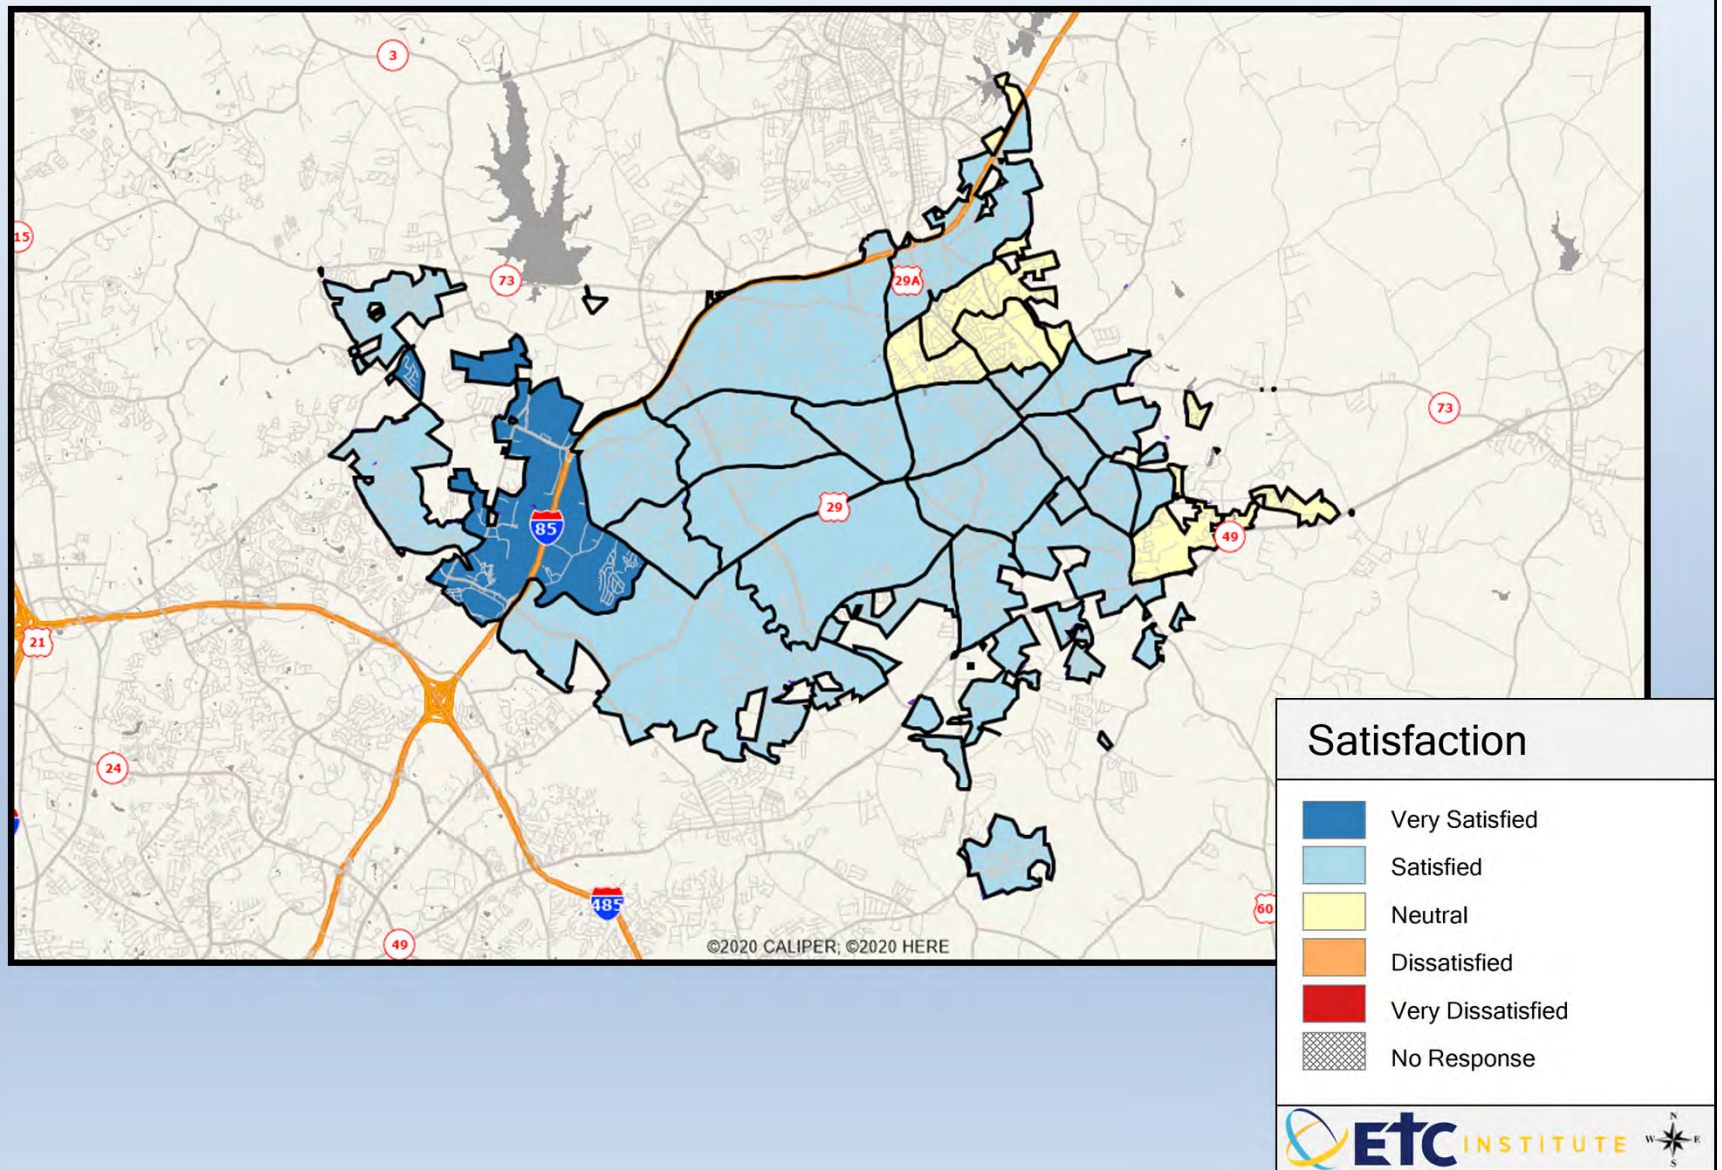 3
15
73
29A
73
29
85
49
21
24
485
60
49
©2020 CALIPER; ©2020 HERE
Satisfaction
Very Satisfied
Satisfied
Neutral
Dissatisfied
Very Dissatisfied
No Response
ETC INSTITUTE
N
W E
S